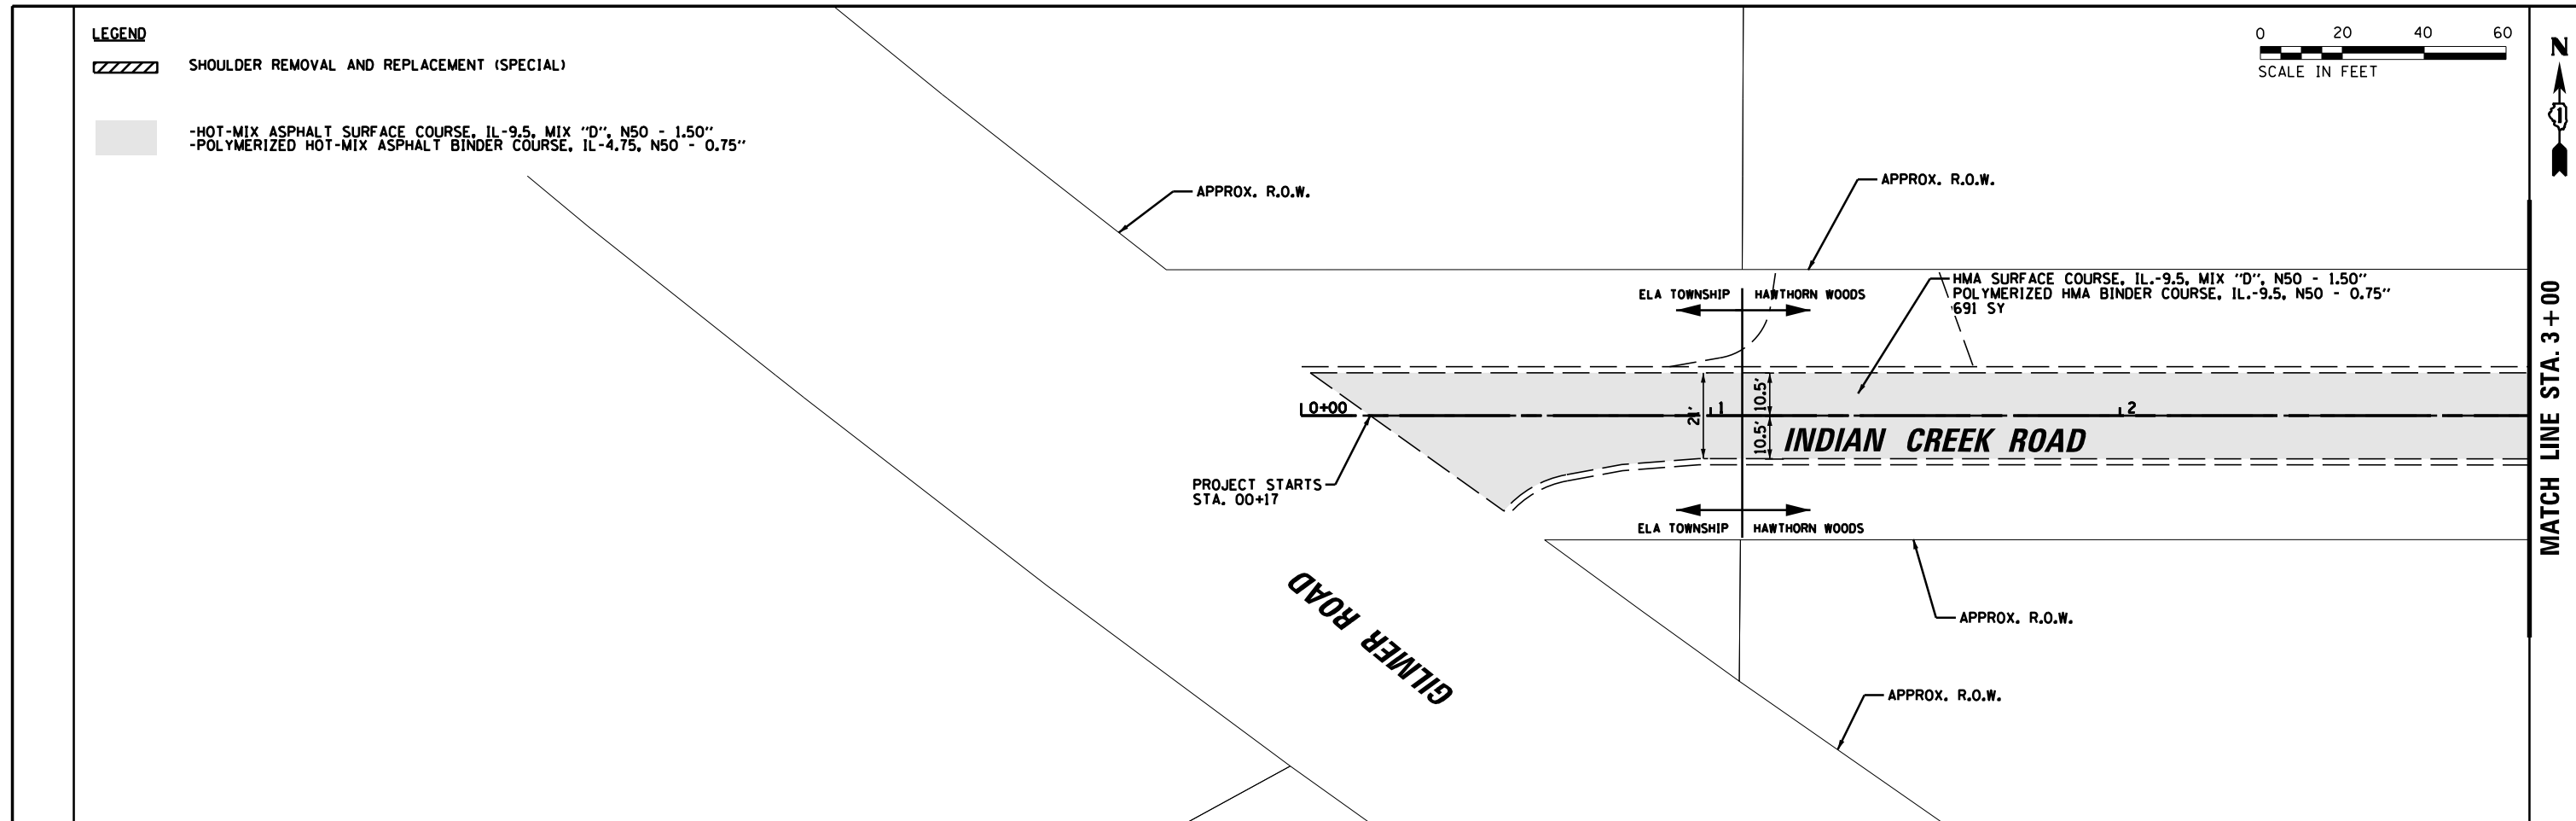 LEGEND
SHOULDER REMOVAL AND REPLACEMENT (SPECIAL)
-HOT-MIX ASPHALT SURFACE COURSE, IL-9.5, MIX "D", N50 - 1.50"
-POLYMERIZED HOT-MIX ASPHALT BINDER COURSE, IL-4.75, N50 - 0.75"
0 20 40 60
SCALE IN FEET
N
1
APPROX. R.O.W.
APPROX. R.O.W.
HMA SURFACE COURSE, IL.-9.5, MIX "D", N50 - 1.50"
POLYMERIZED HMA BINDER COURSE, IL.-9.5, N50 - 0.75"
691 SY
ELA TOWNSHIP
HAWTHORN WOODS
0+00
1
2
21'
10.5'
10.5'
INDIAN CREEK ROAD
PROJECT STARTS
STA. 00+17
ELA TOWNSHIP
HAWTHORN WOODS
MATCH LINE STA. 3+00
GILMER ROAD
APPROX. R.O.W.
APPROX. R.O.W.